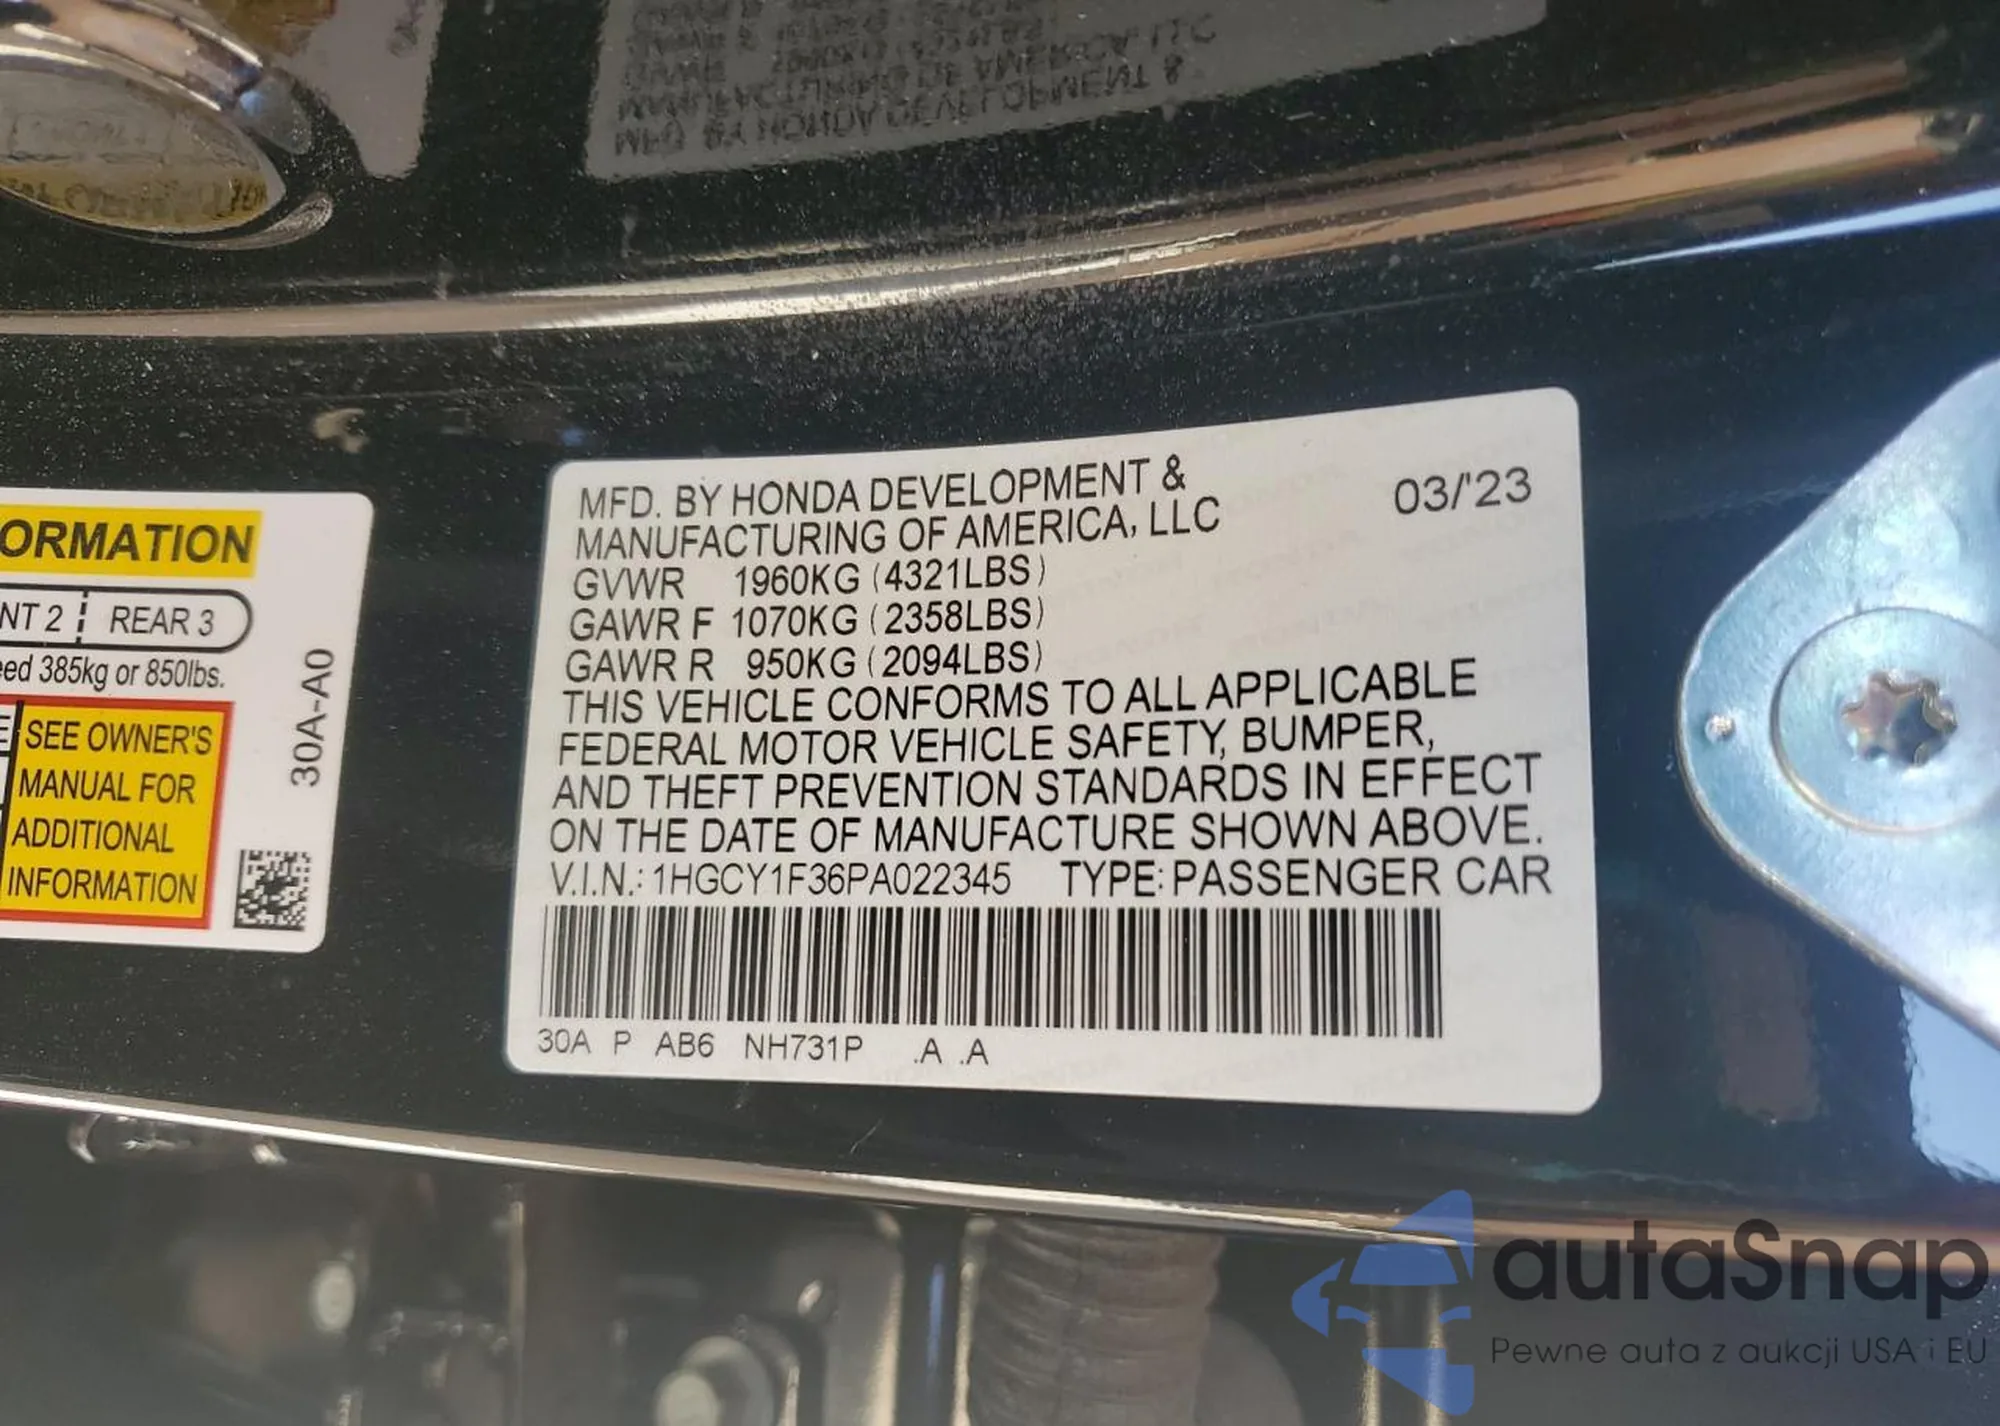 MFD. BY HONDA DEVELOPMENT &
MANUFACTURING OF AMERICA, LLC
03/'23
GVWR 1960KG (4321LBS)
GAWR F 1070KG (2358LBS)
GAWR R 950KG (2094LBS)
THIS VEHICLE CONFORMS TO ALL APPLICABLE
FEDERAL MOTOR VEHICLE SAFETY, BUMPER,
AND THEFT PREVENTION STANDARDS IN EFFECT
ON THE DATE OF MANUFACTURE SHOWN ABOVE.
V.I.N.: 1HGCY1F36PA022345 TYPE: PASSENGER CAR
30A P AB6 NH731P .A .A
ORMATION
NT 2 REAR 3
eed 385kg or 850lbs.
SEE OWNER'S
MANUAL FOR
ADDITIONAL
INFORMATION
30A-A0
autaSnap
Pewne auta z aukcji USA i EU